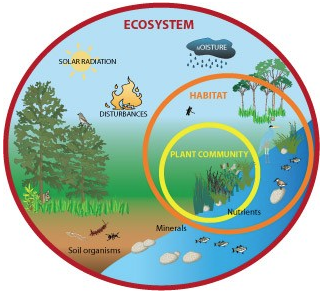 ECOSYSTEM
MOISTURE
SOLAR RADIATION
HABITAT
DISTURBANCES
PLANT COMMUNITY
Nutrients
Minerals
Soil organisms